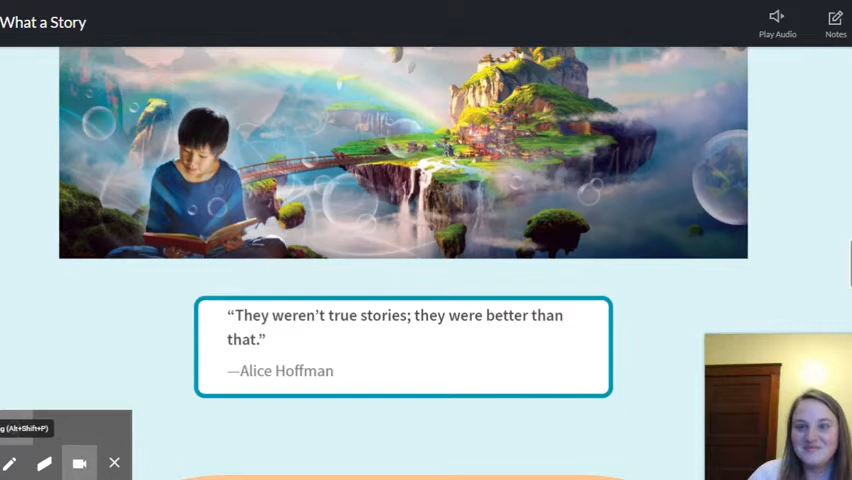 What a Story
Play Audio
Notes
“They weren’t true stories; they were better than
that.”
—Alice Hoffman
g (Alt+Shift+P)